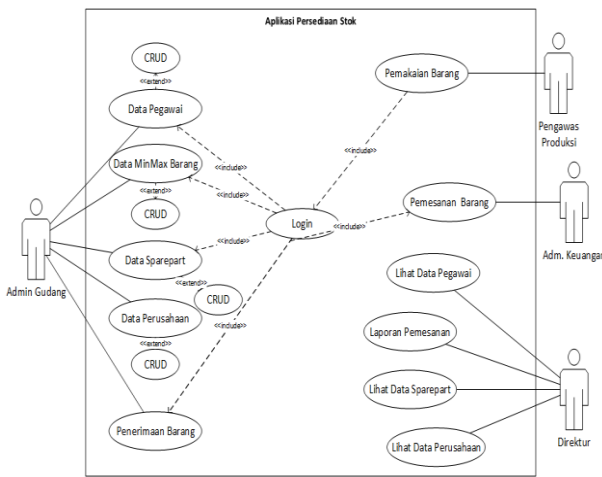 Aplikasi Persediaan Stok
CRUD
<<extend>>
Data Pegawai
Data MinMax Barang
<<extend>>
CRUD
Data Sparepart
<<extend>>
CRUD
Data Perusahaan
<<extend>>
CRUD
Penerimaan Barang
Admin Gudang
<<include>>
<<include>>
<<include>>
<<include>>
<<include>>
<<include>>
Login
Pemakaian Barang
Pemesanan Barang
Lihat Data Pegawai
Laporan Pemesanan
Lihat Data Sparepart
Lihat Data Perusahaan
Pengawas
Produksi
Adm. Keuangan
Direktur